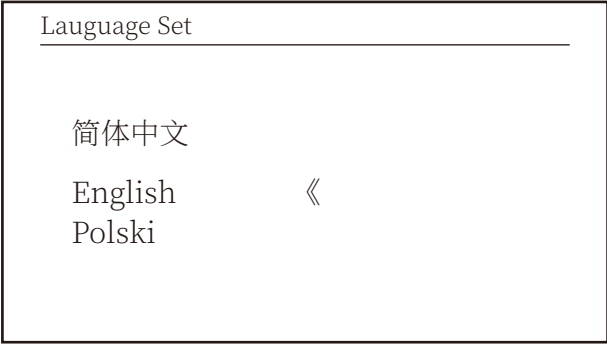 Lauguage Set
简体中文
English 《
Polski